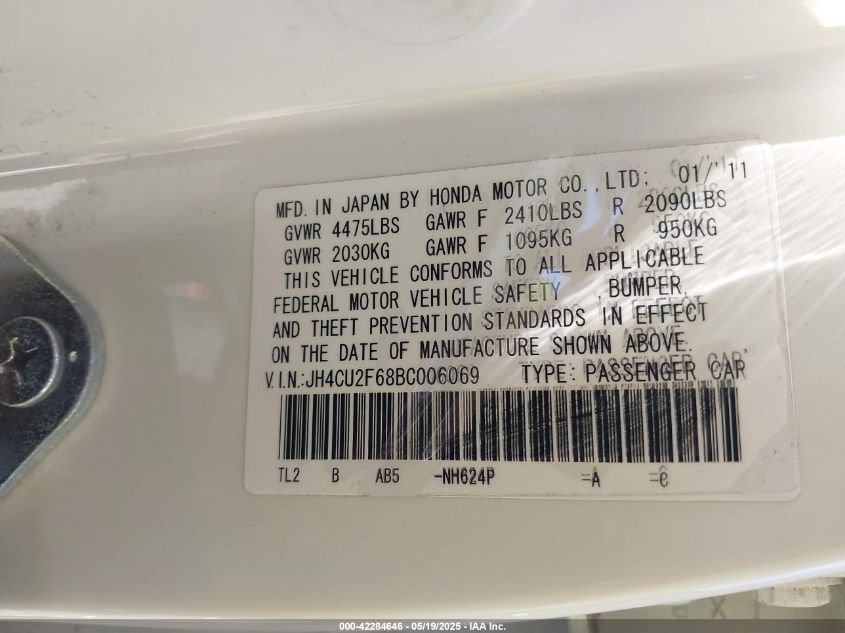 MFD. IN JAPAN BY HONDA MOTOR CO., LTD; 01/'11
GVWR 4475LBS GAWR F 2410LBS R 2090LBS
GVWR 2030KG GAWR F 1095KG R 950KG
THIS VEHICLE CONFORMS TO ALL APPLICABLE
FEDERAL MOTOR VEHICLE SAFETY , BUMPER,
AND THEFT PREVENTION STANDARDS IN EFFECT
ON THE DATE OF MANUFACTURE SHOWN ABOVE.
V.I.N.:JH4CU2F68BC006069 TYPE: PASSENGER CAR
TL2 B AB5 -NH624P =A =C
000-42284646 - 05/19/2025 - IAA Inc.